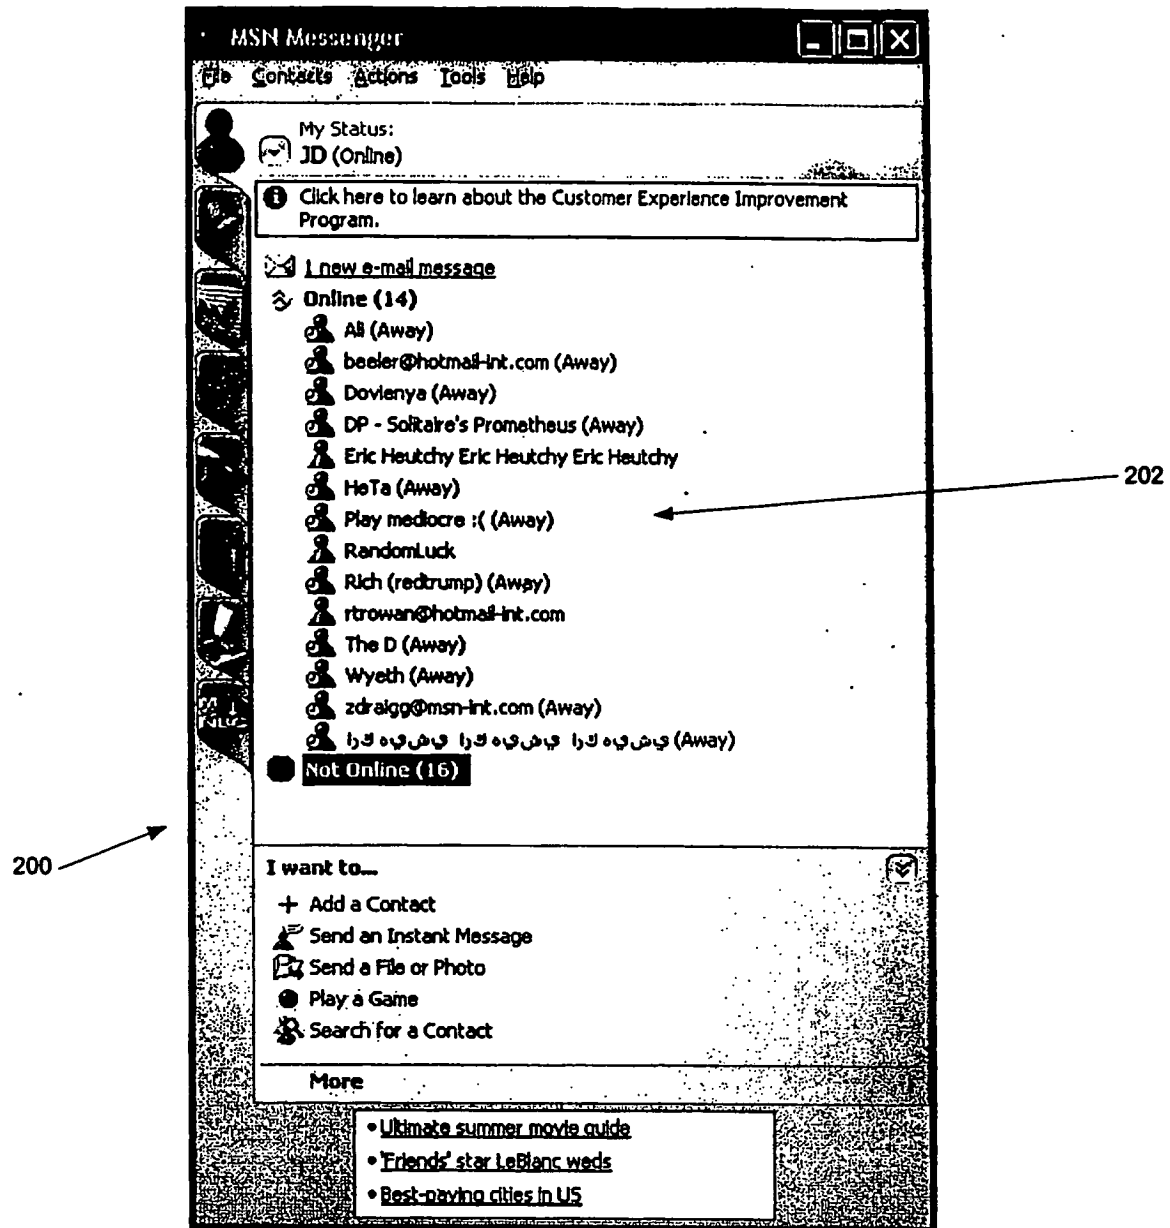 MSN Messenger
File Contacts Actions Tools Help
My Status:
JD (Online)
Click here to learn about the Customer Experience Improvement
Program.
1 new e-mail message
Online (14)
Ali (Away)
beeler@hotmail-int.com (Away)
Dovienya (Away)
DP - Solitaire's Prometheus (Away)
Eric Heutchy Eric Heutchy Eric Heutchy
HeTa (Away)
202
Play mediocre :( (Away)
RandomLuck
Rich (redtrump) (Away)
rtrowan@hotmail-int.com
The D (Away)
Wyeth (Away)
zdraigg@msn-int.com (Away)
(Away)
Not Online (16)
200
I want to...
+ Add a Contact
Send an Instant Message
Send a File or Photo
Play a Game
Search for a Contact
More
• Ultimate summer movie guide
• 'Friends' star LeBlanc weds
• Best-paying cities in US